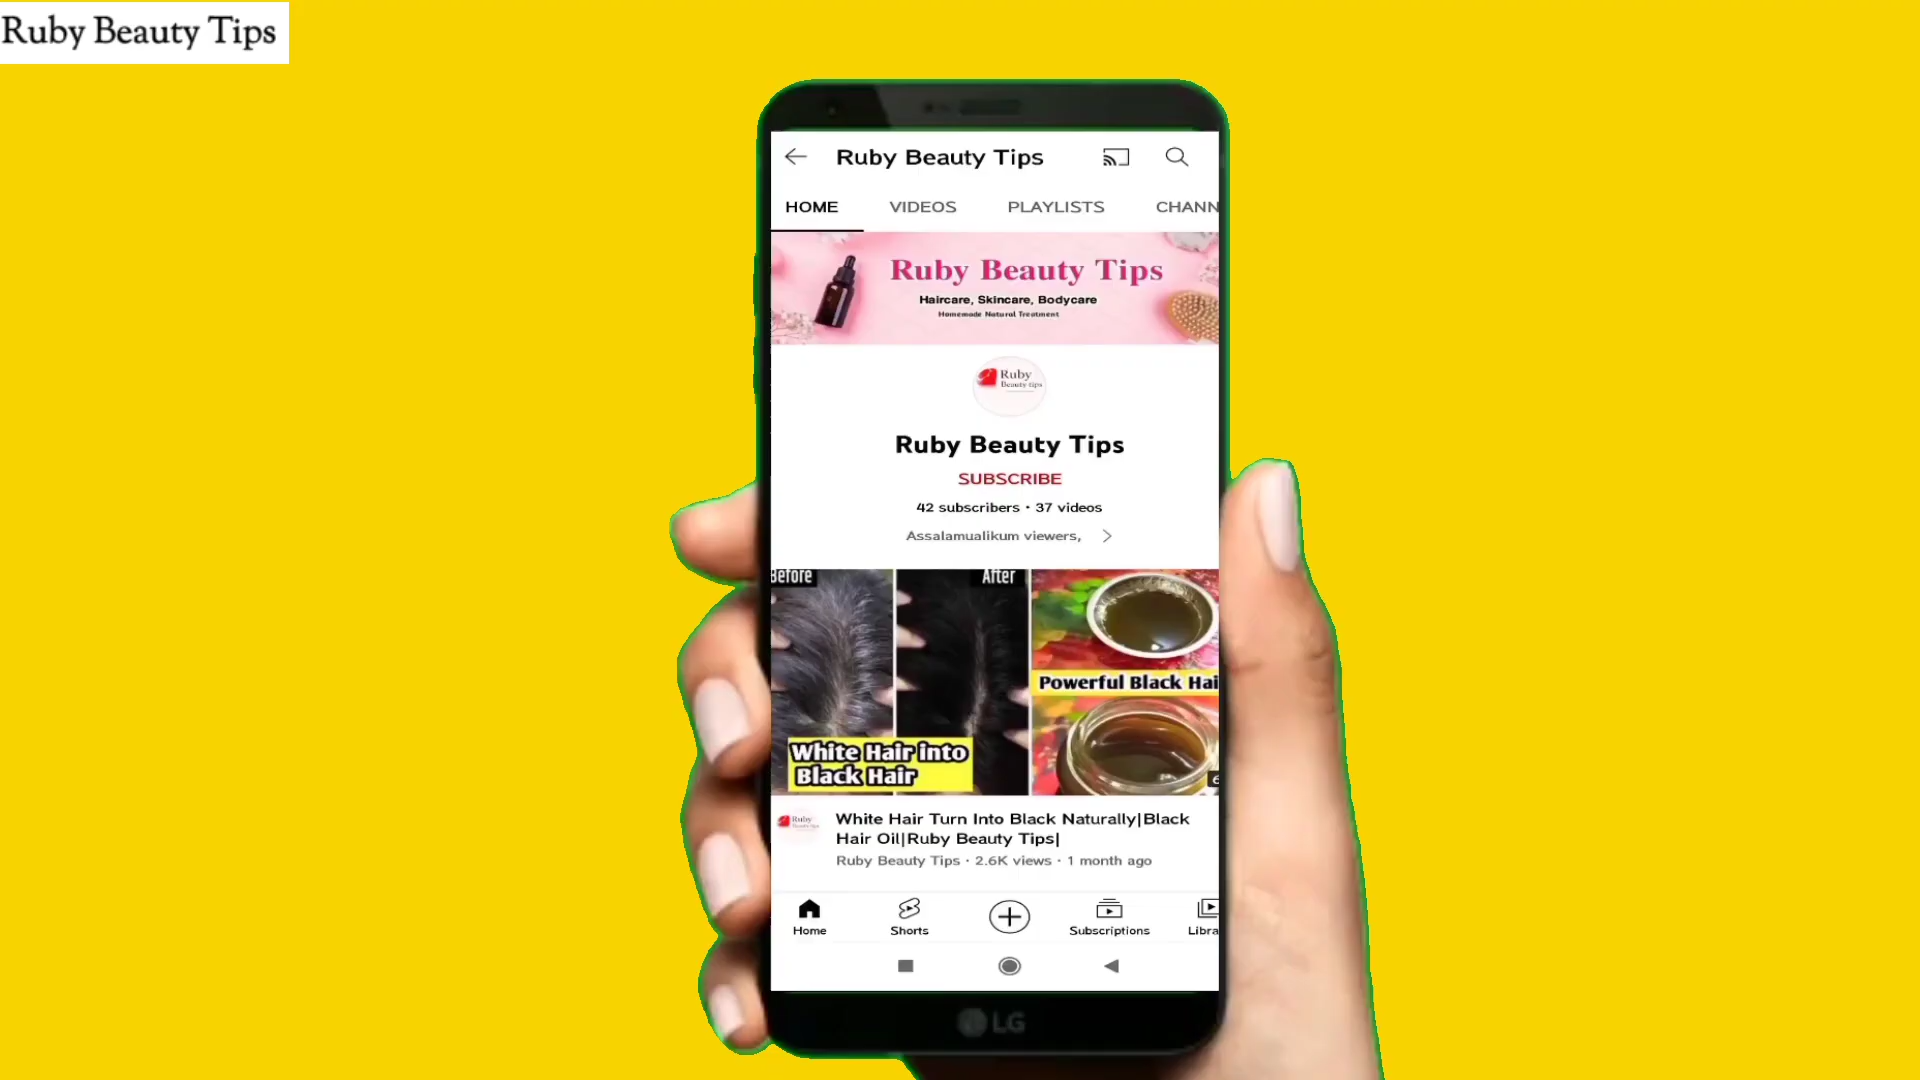 Ruby Beauty Tips
Ruby Beauty Tips
HOME VIDEOS PLAYLISTS CHANN
Ruby Beauty Tips
Haircare, Skincare, Bodycare
Homemade Natural Treatment
Ruby
Beauty tips
Ruby Beauty Tips
SUBSCRIBE
42 subscribers • 37 videos
Assalamualikum viewers,
Before After
Powerful Black Hai
White Hair into
Black Hair
Ruby
White Hair Turn Into Black Naturally|Black
Hair Oil|Ruby Beauty Tips|
Ruby Beauty Tips · 2.6K views · 1 month ago
Home Shorts Subscriptions Libra
LG